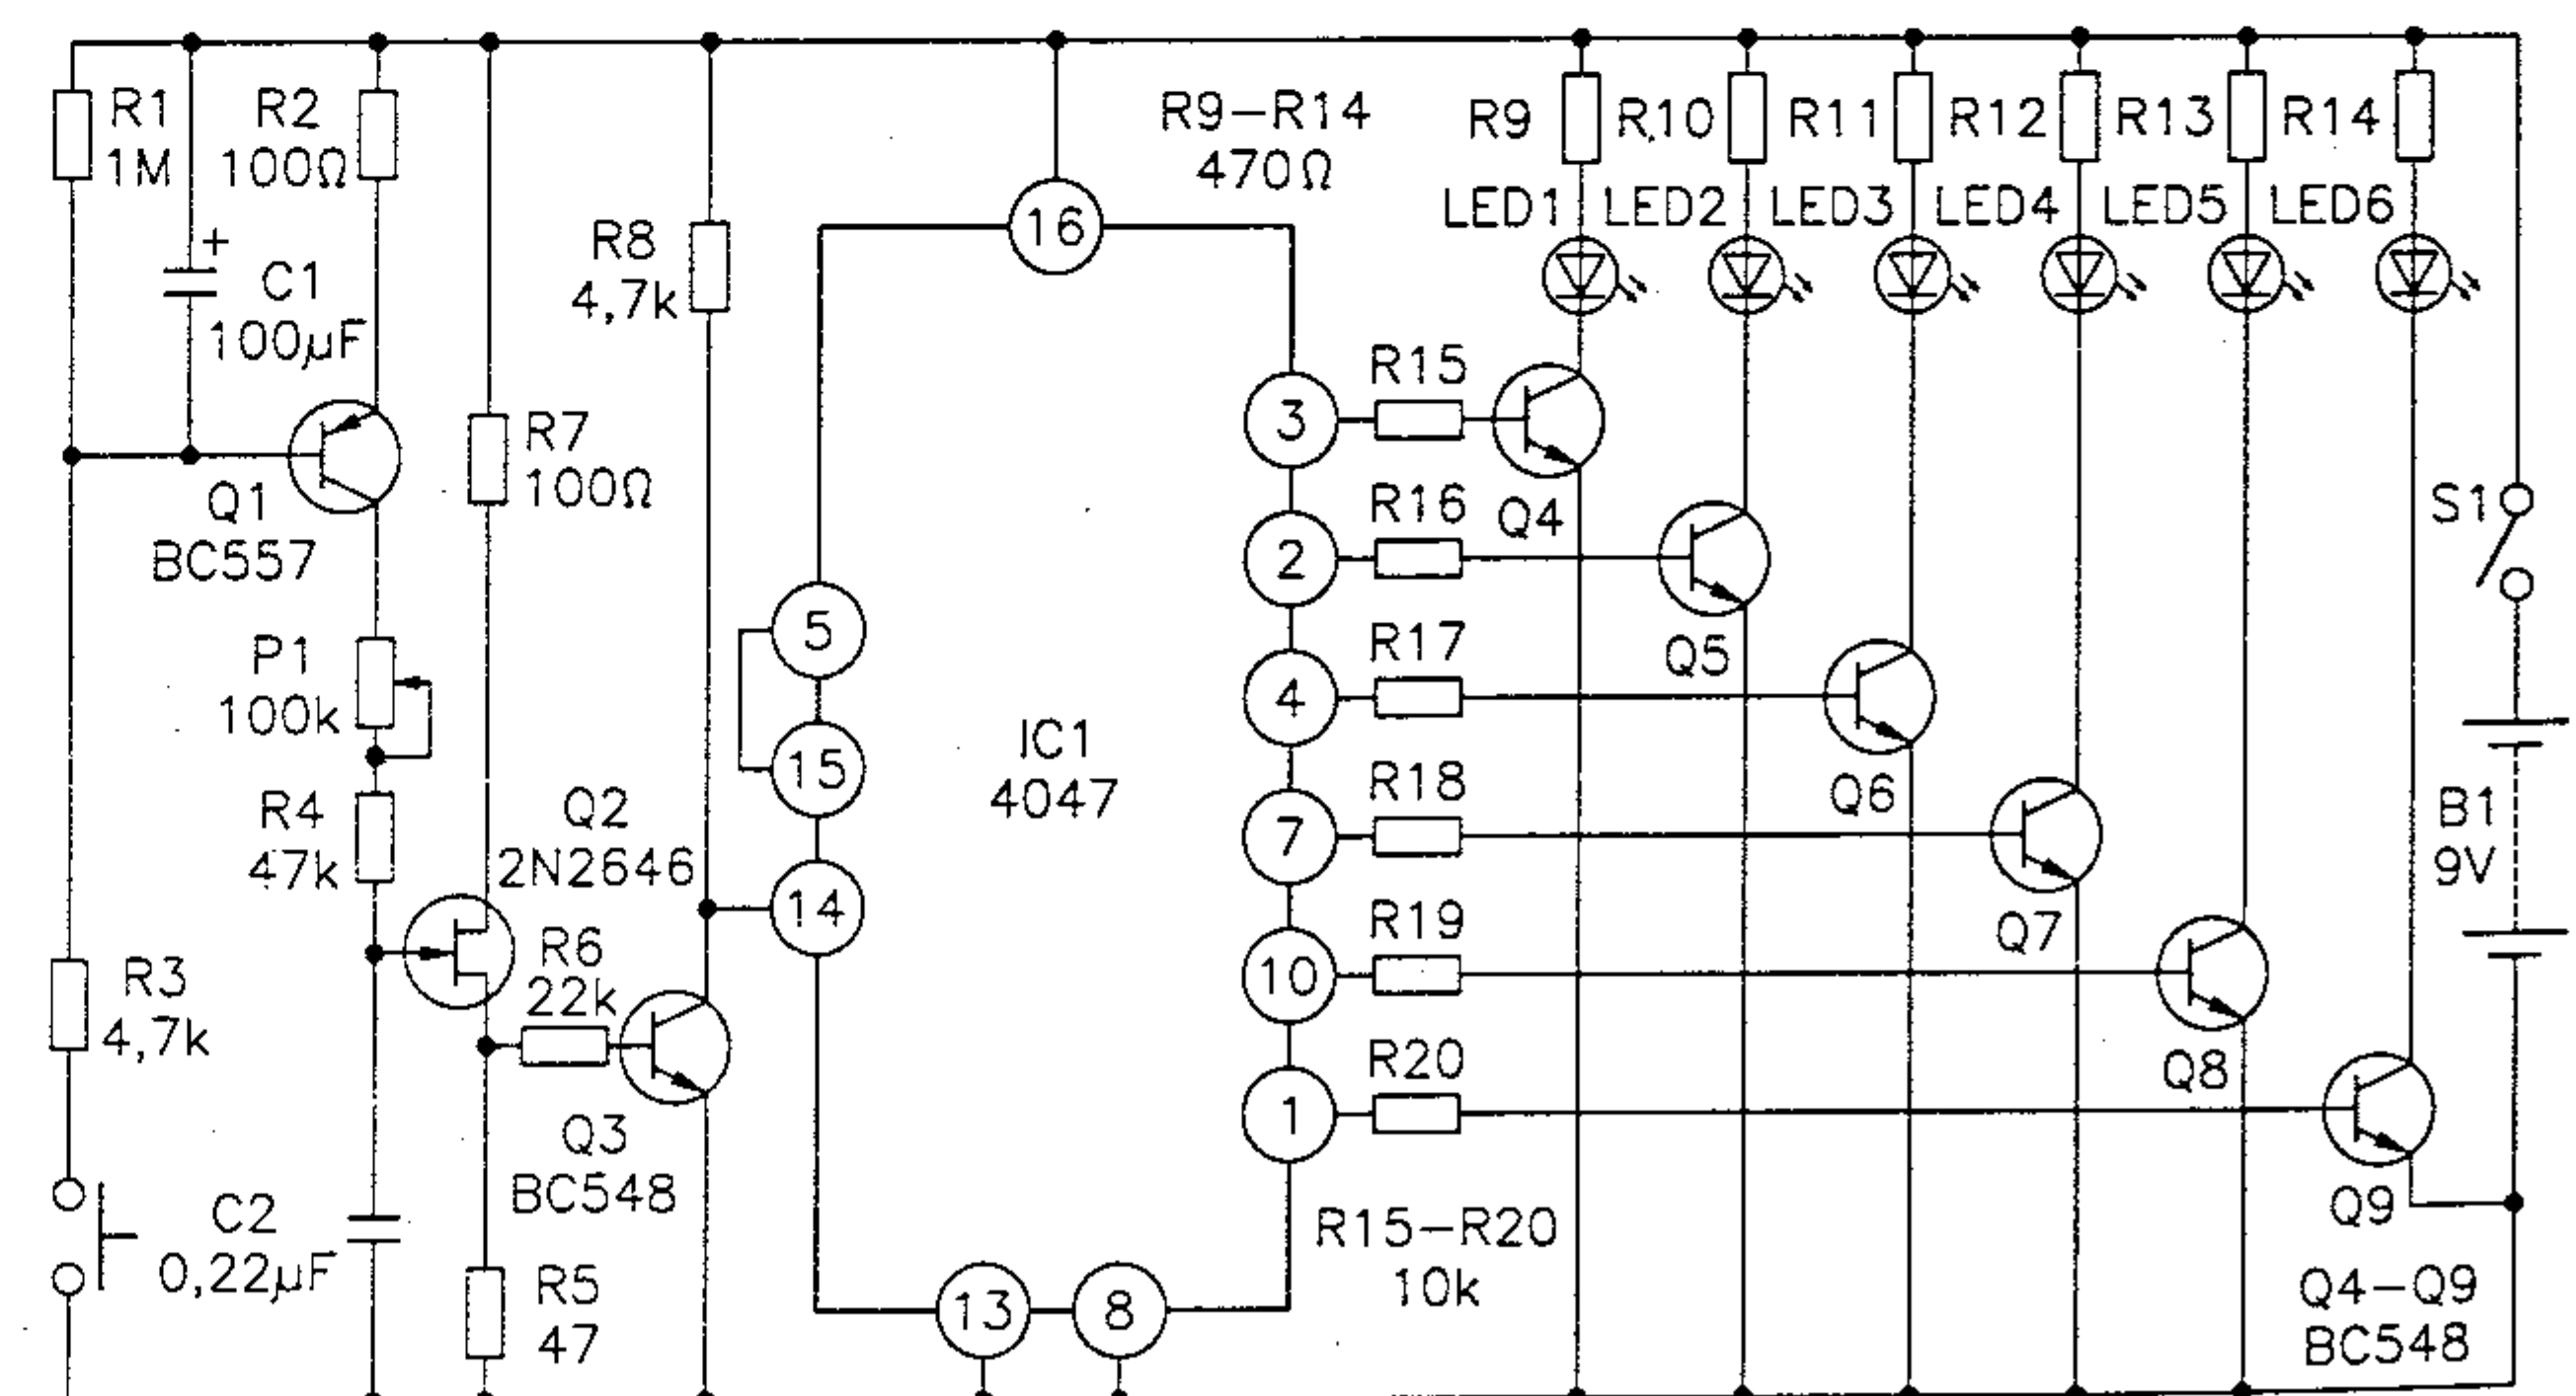 R1
1M
R2
100Ω
C1
100µF
+
Q1
BC557
P1
100k
R4
47k
R3
4,7k
C2
0,22µF
R7
100Ω
Q2
2N2646
R6
22k
Q3
BC548
R5
47
R8
4,7k
16
5
15
14
13
8
IC1
4047
3
2
4
7
10
1
R9–R14
470Ω
R9
R10
R11
R12
R13
R14
LED1
LED2
LED3
LED4
LED5
LED6
R15
R16
R17
R18
R19
R20
R15–R20
10k
Q4
Q5
Q6
Q7
Q8
Q9
Q4–Q9
BC548
S1
B1
9V